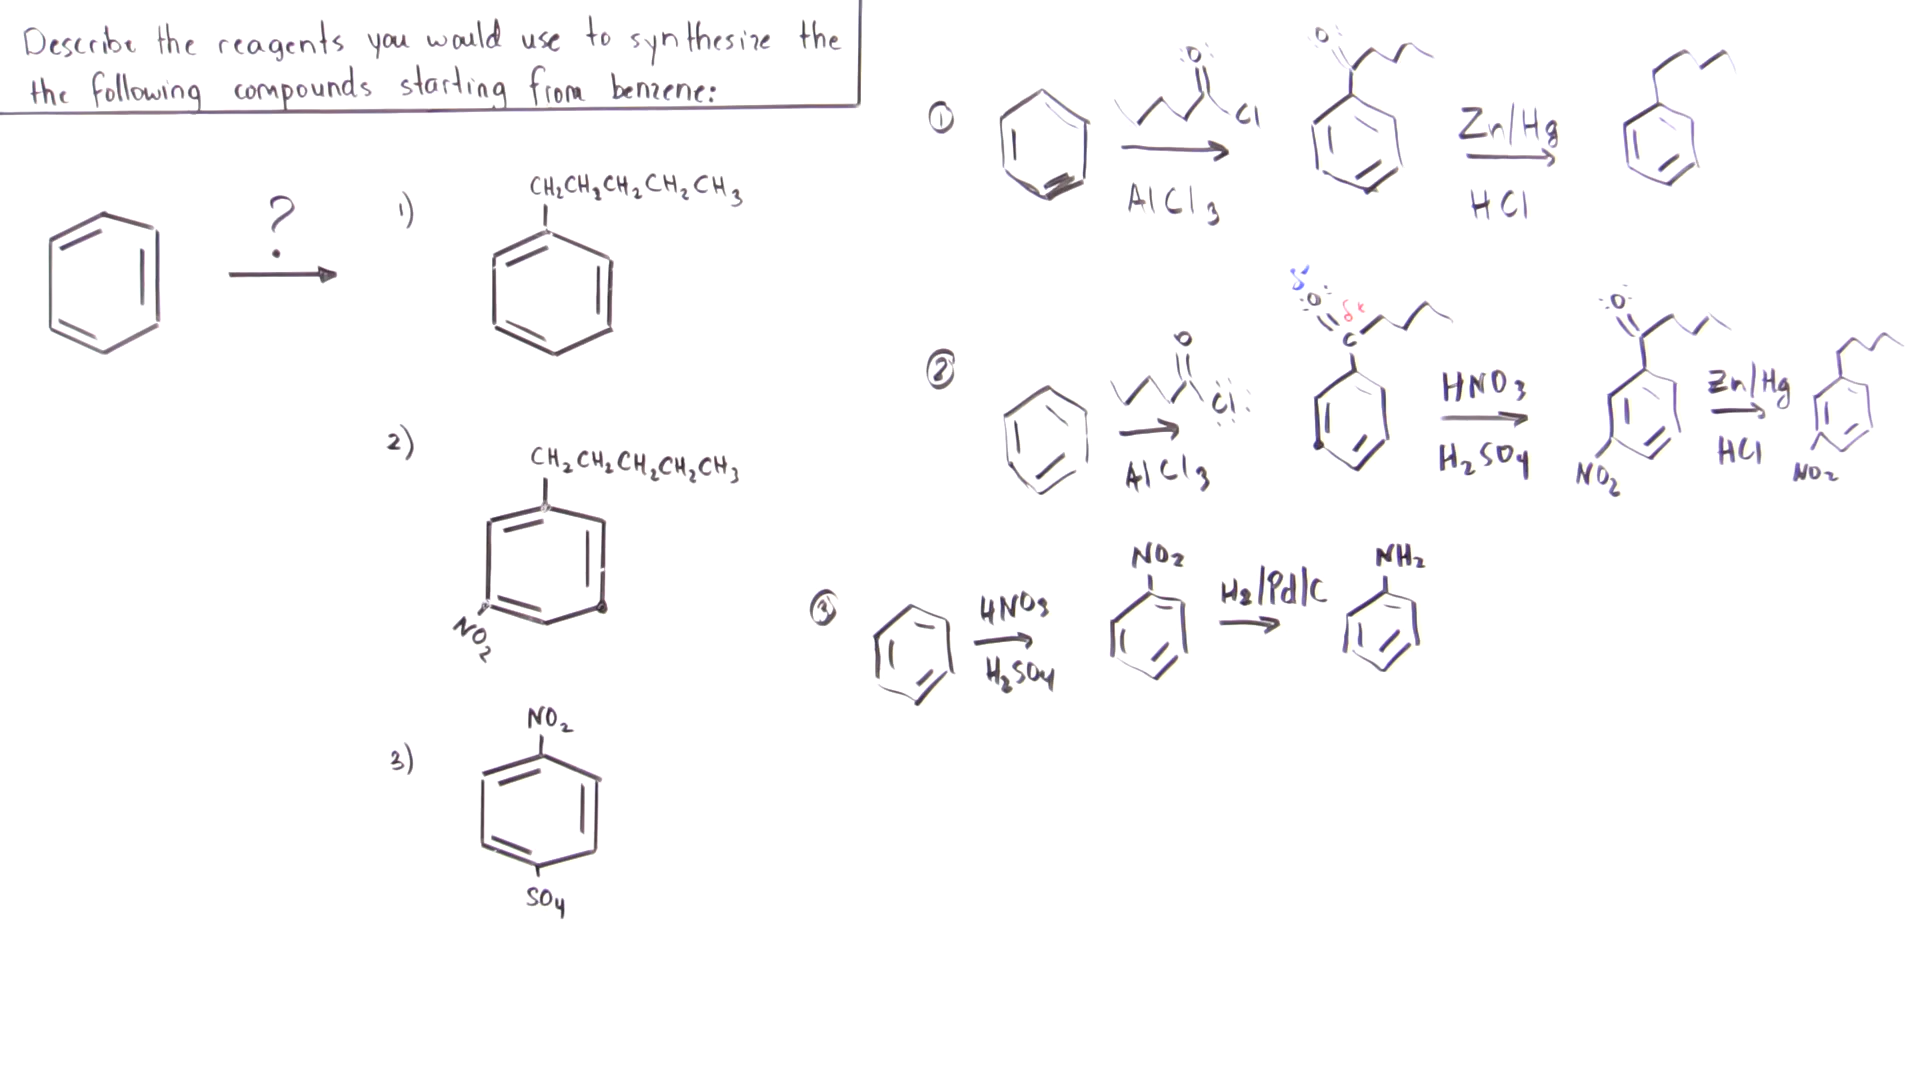 Describe the reagents you would use to synthesize the
the following compounds starting from benzene:
?
1)
CH₂CH₂CH₂CH₂CH₃
2)
CH₂CH₂CH₂CH₂CH₃
NO₂
3)
NO₂
SO₄
①
O
Cl
AlCl₃
O
Zn/Hg
HCl
②
O
Cl
AlCl₃
δ-
O
δ+
C
HNO₃
H₂SO₄
O
NO₂
Zn/Hg
HCl
NO₂
③
HNO₃
H₂SO₄
NO₂
H₂/Pd/C
NH₂